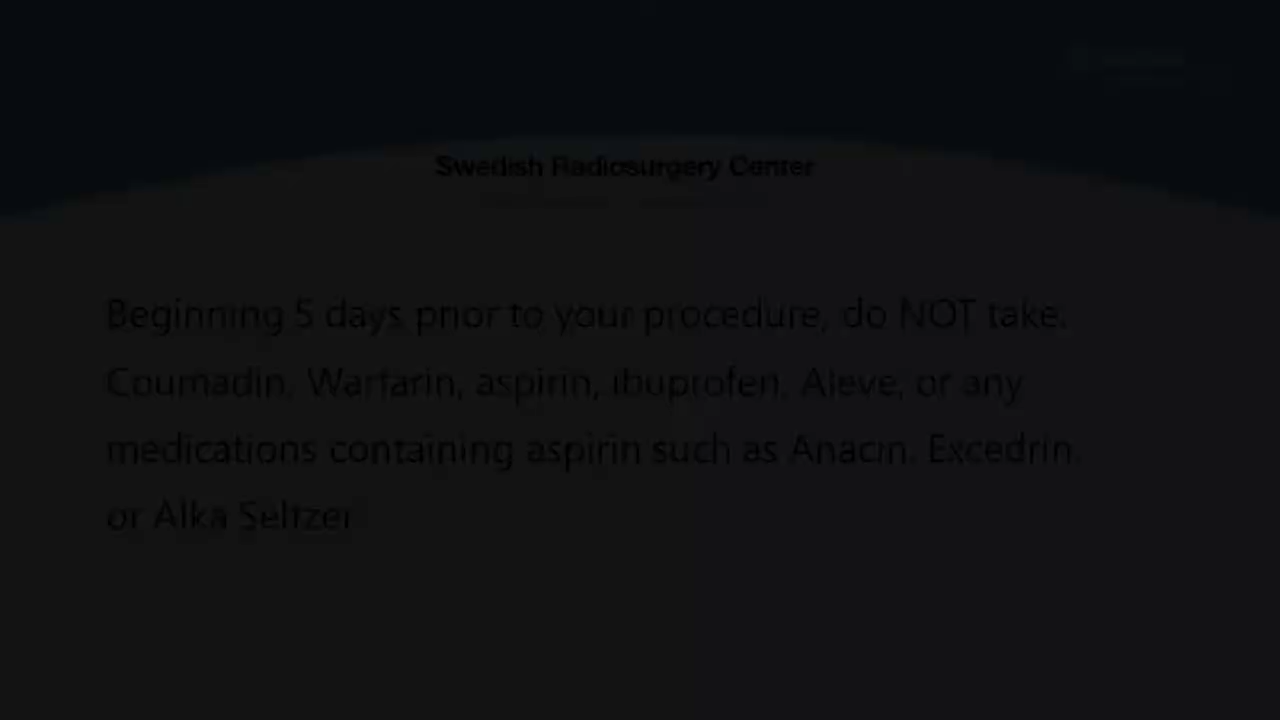 Swedish Radiosurgery Center
Beginning 5 days prior to your procedure, do NOT take:
Coumadin, Warfarin, aspirin, ibuprofen, Aleve, or any
medications containing aspirin such as Anacin, Excedrin,
or Alka Seltzer